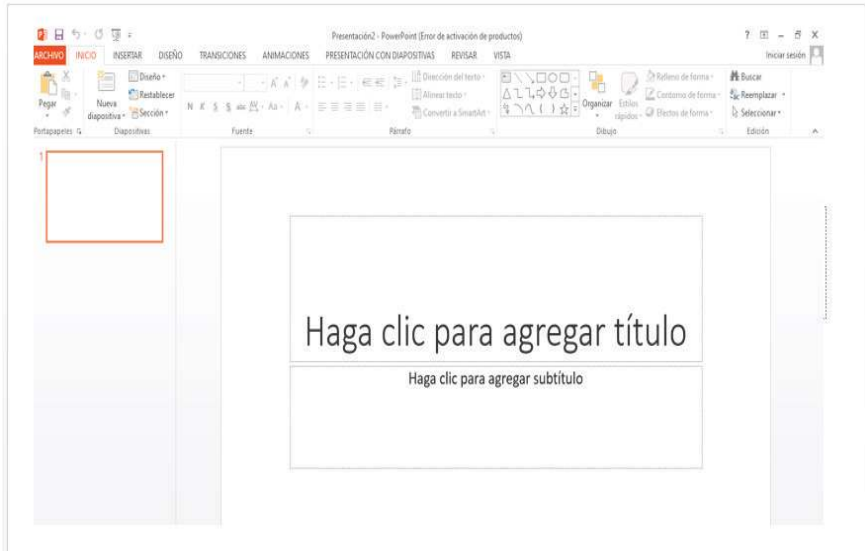 Presentación2 - PowerPoint (Error de activación de productos)
ARCHIVO INICIO INSERTAR DISEÑO TRANSICIONES ANIMACIONES PRESENTACIÓN CON DIAPOSITIVAS REVISAR VISTA Iniciar sesión
Pegar
Nueva diapositiva
Diseño
Restablecer
Sección
N K S S abc AV Aa A
Dirección del texto
Alinear texto
Convertir a SmartArt
Organizar
Estilos rápidos
Relleno de forma
Contorno de forma
Efectos de forma
Buscar
Reemplazar
Seleccionar
Portapapeles Diapositivas Fuente Párrafo Dibujo Edición
1
Haga clic para agregar título
Haga clic para agregar subtítulo